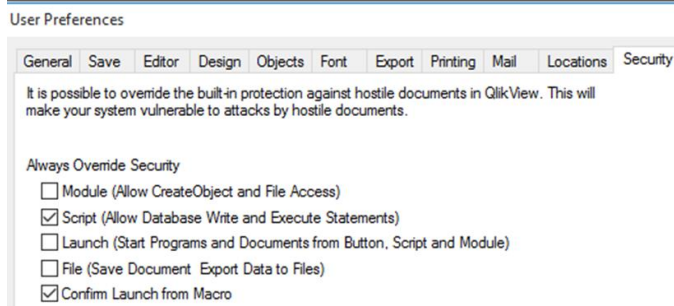 User Preferences
General Save Editor Design Objects Font Export Printing Mail Locations Security
It is possible to override the built-in protection against hostile documents in QlikView. This will
make your system vulnerable to attacks by hostile documents.
Always Override Security
Module (Allow CreateObject and File Access)
Script (Allow Database Write and Execute Statements)
Launch (Start Programs and Documents from Button, Script and Module)
File (Save Document Export Data to Files)
Confirm Launch from Macro